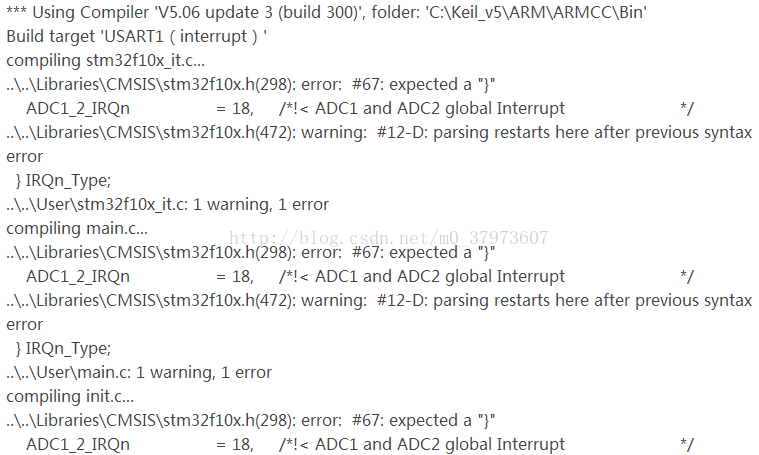 *** Using Compiler 'V5.06 update 3 (build 300)', folder: 'C:\Keil_v5\ARM\ARMCC\Bin'
Build target 'USART1 ( interrupt ) '
compiling stm32f10x_it.c...
..\..\Libraries\CMSIS\stm32f10x.h(298): error:  #67: expected a "}"
ADC1_2_IRQn = 18, /*!< ADC1 and ADC2 global Interrupt */
..\..\Libraries\CMSIS\stm32f10x.h(472): warning:  #12-D: parsing restarts here after previous syntax
error
} IRQn_Type;
..\..\User\stm32f10x_it.c: 1 warning, 1 error
compiling main.c...
http://blog.csdn.net/m0_37973607
..\..\Libraries\CMSIS\stm32f10x.h(298): error:  #67: expected a "}"
ADC1_2_IRQn = 18, /*!< ADC1 and ADC2 global Interrupt */
..\..\Libraries\CMSIS\stm32f10x.h(472): warning:  #12-D: parsing restarts here after previous syntax
error
} IRQn_Type;
..\..\User\main.c: 1 warning, 1 error
compiling init.c...
..\..\Libraries\CMSIS\stm32f10x.h(298): error:  #67: expected a "}"
ADC1_2_IRQn = 18, /*!< ADC1 and ADC2 global Interrupt */